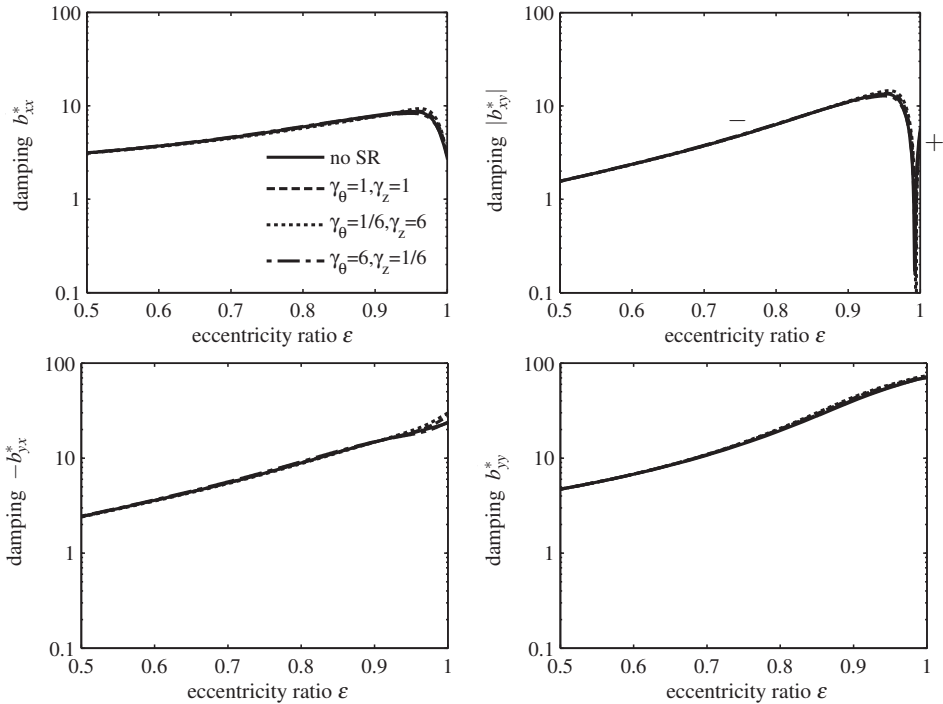 100
10
1
0.1
damping b*xx
no SR
γθ=1,γz=1
γθ=1/6,γz=6
γθ=6,γz=1/6
0.5 0.6 0.7 0.8 0.9 1
eccentricity ratio ε
100
10
1
0.1
damping |b*xy|
−
+
0.5 0.6 0.7 0.8 0.9 1
eccentricity ratio ε
100
10
1
0.1
damping −b*yx
0.5 0.6 0.7 0.8 0.9 1
eccentricity ratio ε
100
10
1
0.1
damping b*yy
0.5 0.6 0.7 0.8 0.9 1
eccentricity ratio ε